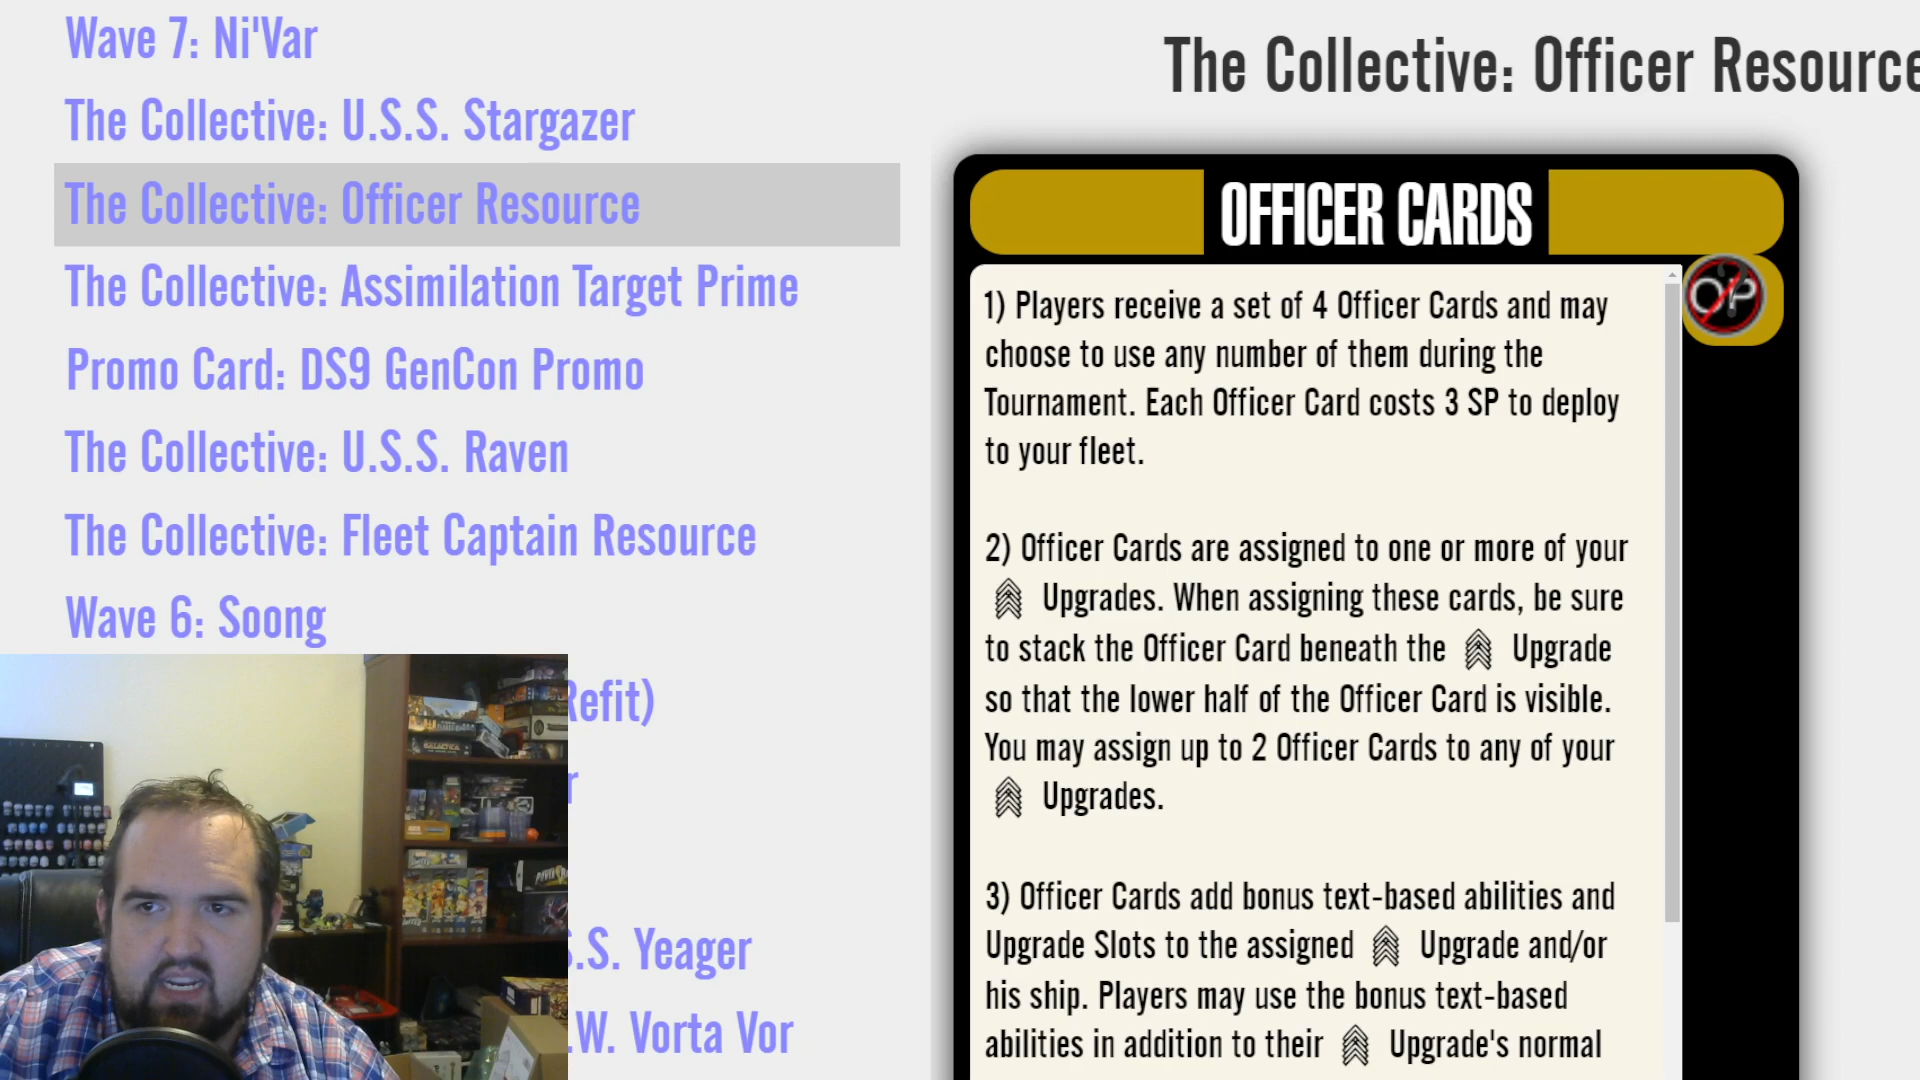 Wave 7: Ni'Var
The Collective: U.S.S. Stargazer
The Collective: Officer Resource
The Collective: Assimilation Target Prime
Promo Card: DS9 GenCon Promo
The Collective: U.S.S. Raven
The Collective: Fleet Captain Resource
Wave 6: Soong
Refit)
r
.S. Yeager
.W. Vorta Vor
The Collective: Officer Resource
OFFICER CARDS
OP
1) Players receive a set of 4 Officer Cards and may
choose to use any number of them during the
Tournament. Each Officer Card costs 3 SP to deploy
to your fleet.
2) Officer Cards are assigned to one or more of your
Upgrades. When assigning these cards, be sure
to stack the Officer Card beneath the Upgrade
so that the lower half of the Officer Card is visible.
You may assign up to 2 Officer Cards to any of your
Upgrades.
3) Officer Cards add bonus text-based abilities and
Upgrade Slots to the assigned Upgrade and/or
his ship. Players may use the bonus text-based
abilities in addition to their Upgrade's normal